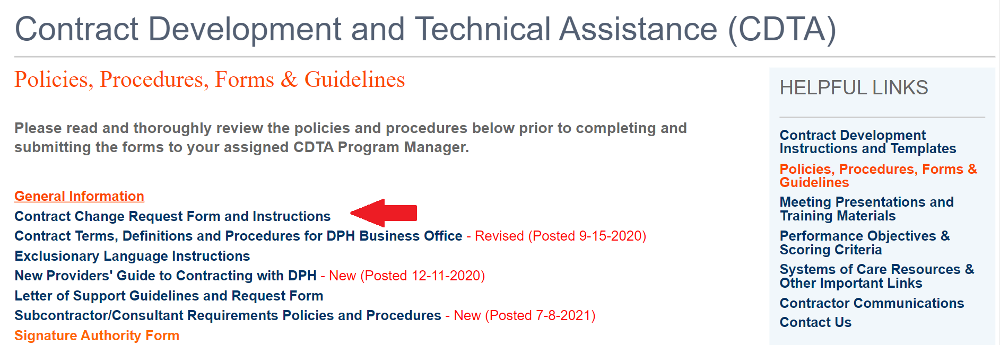 Contract Development and Technical Assistance (CDTA)
Policies, Procedures, Forms & Guidelines
Please read and thoroughly review the policies and procedures below prior to completing and
submitting the forms to your assigned CDTA Program Manager.
General Information
Contract Change Request Form and Instructions
Contract Terms, Definitions and Procedures for DPH Business Office - Revised (Posted 9-15-2020)
Exclusionary Language Instructions
New Providers' Guide to Contracting with DPH - New (Posted 12-11-2020)
Letter of Support Guidelines and Request Form
Subcontractor/Consultant Requirements Policies and Procedures - New (Posted 7-8-2021)
Signature Authority Form
HELPFUL LINKS
Contract Development
Instructions and Templates
Policies, Procedures, Forms &
Guidelines
Meeting Presentations and
Training Materials
Performance Objectives &
Scoring Criteria
Systems of Care Resources &
Other Important Links
Contractor Communications
Contact Us